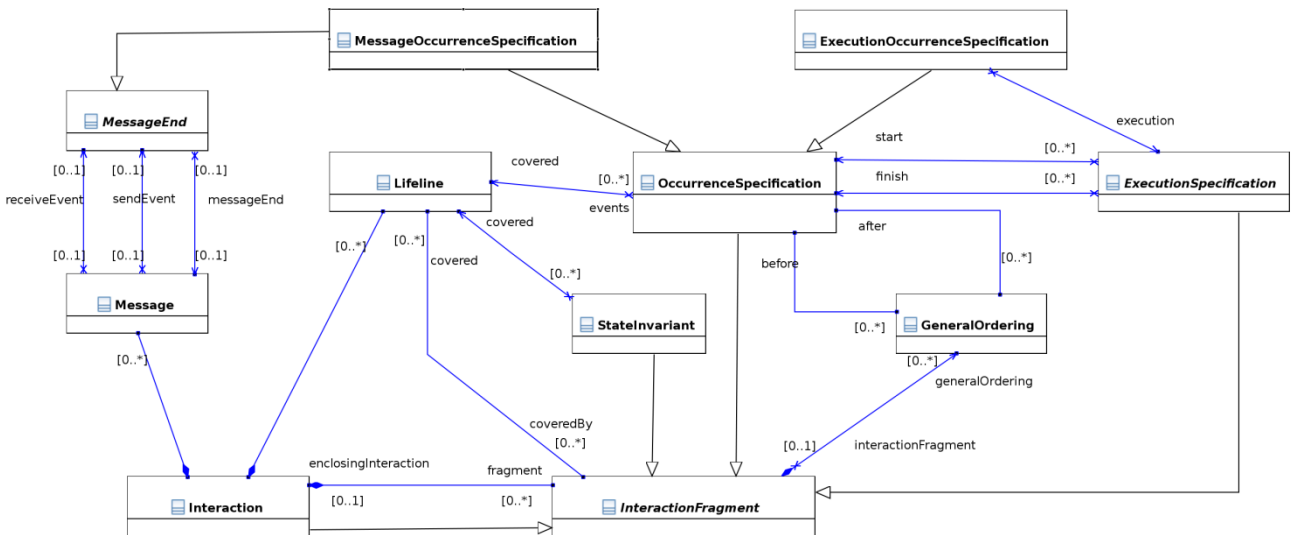 MessageOccurrenceSpecification
ExecutionOccurrenceSpecification
MessageEnd
execution
start
[0..*]
covered
[0..1] [0..1] [0..1]
Lifeline
[0..*]
OccurrenceSpecification
finish
[0..*]
ExecutionSpecification
receiveEvent sendEvent messageEnd
events
covered
after
[0..*]
[0..*]
[0..1] [0..1] [0..1]
covered
before
[0..*]
[0..*]
Message
StateInvariant
[0..*]
GeneralOrdering
[0..*]
[0..*]
generalOrdering
coveredBy
[0..*]
[0..1]
interactionFragment
enclosingInteraction
fragment
[0..1]
[0..*]
Interaction
InteractionFragment